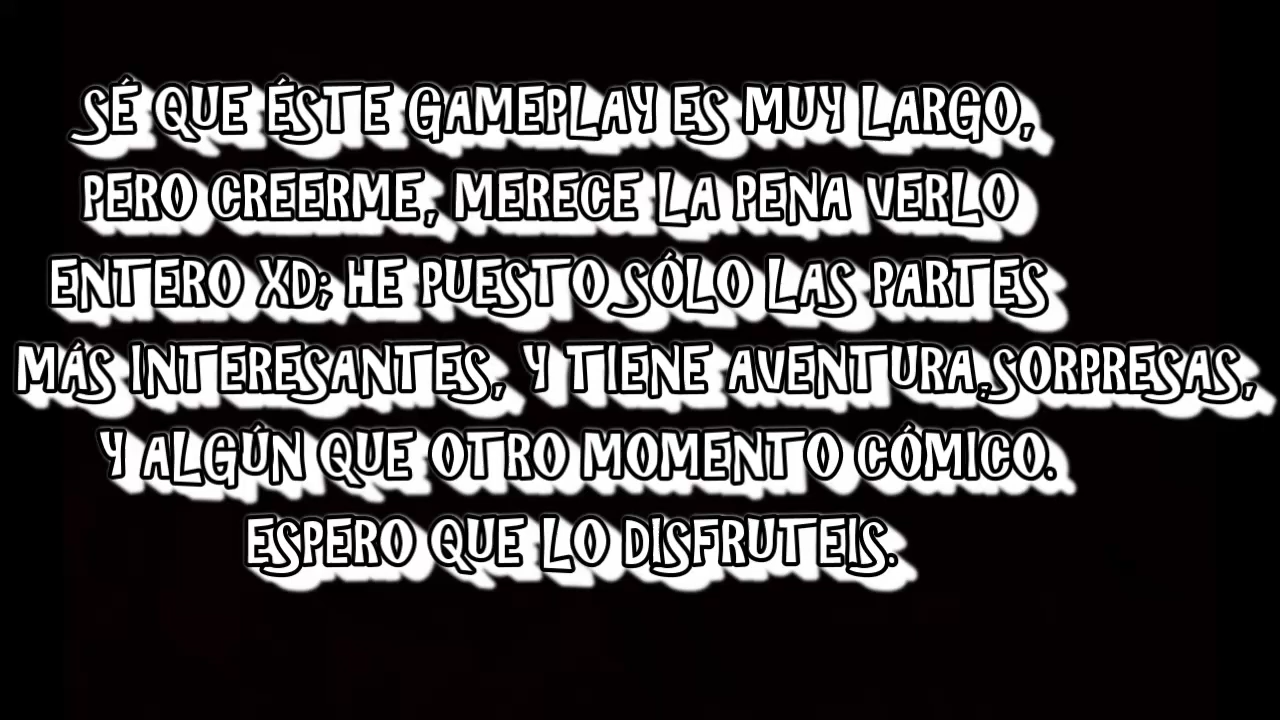 SÉ QUE ÉSTE GAMEPLAY ES MUY LARGO,
PERO CREERME, MERECE LA PENA VERLO
ENTERO XD; HE PUESTO SÓLO LAS PARTES
MÁS INTERESANTES, Y TIENE AVENTURA,SORPRESAS,
Y ALGÚN QUE OTRO MOMENTO CÓMICO.
ESPERO QUE LO DISFRUTEIS.